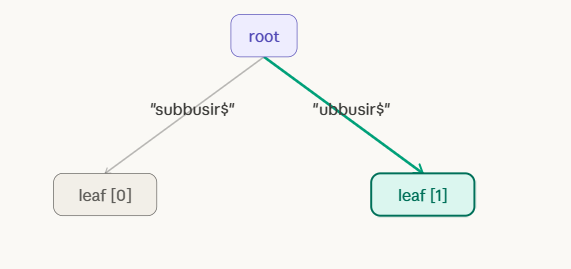 root
"subbusir$"
"ubbusir$"
leaf [0]
leaf [1]